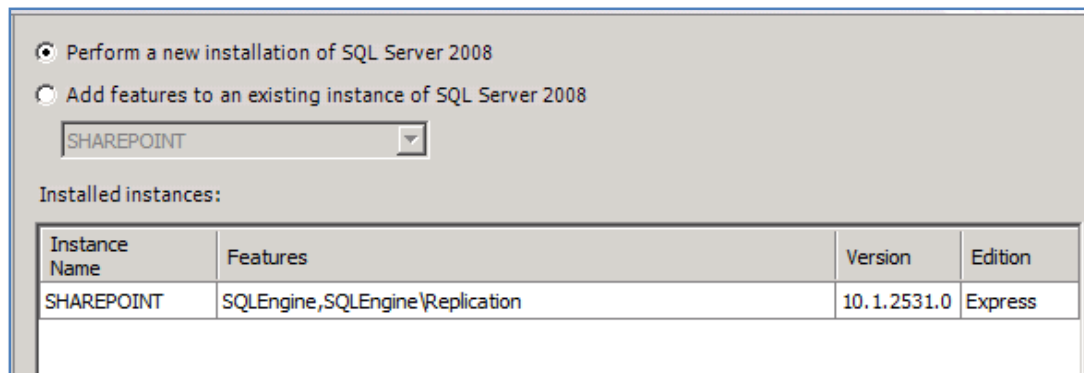 Perform a new installation of SQL Server 2008
Add features to an existing instance of SQL Server 2008
SHAREPOINT
Installed instances:
Instance Name Features Version Edition
SHAREPOINT SQLEngine,SQLEngine\Replication 10.1.2531.0 Express